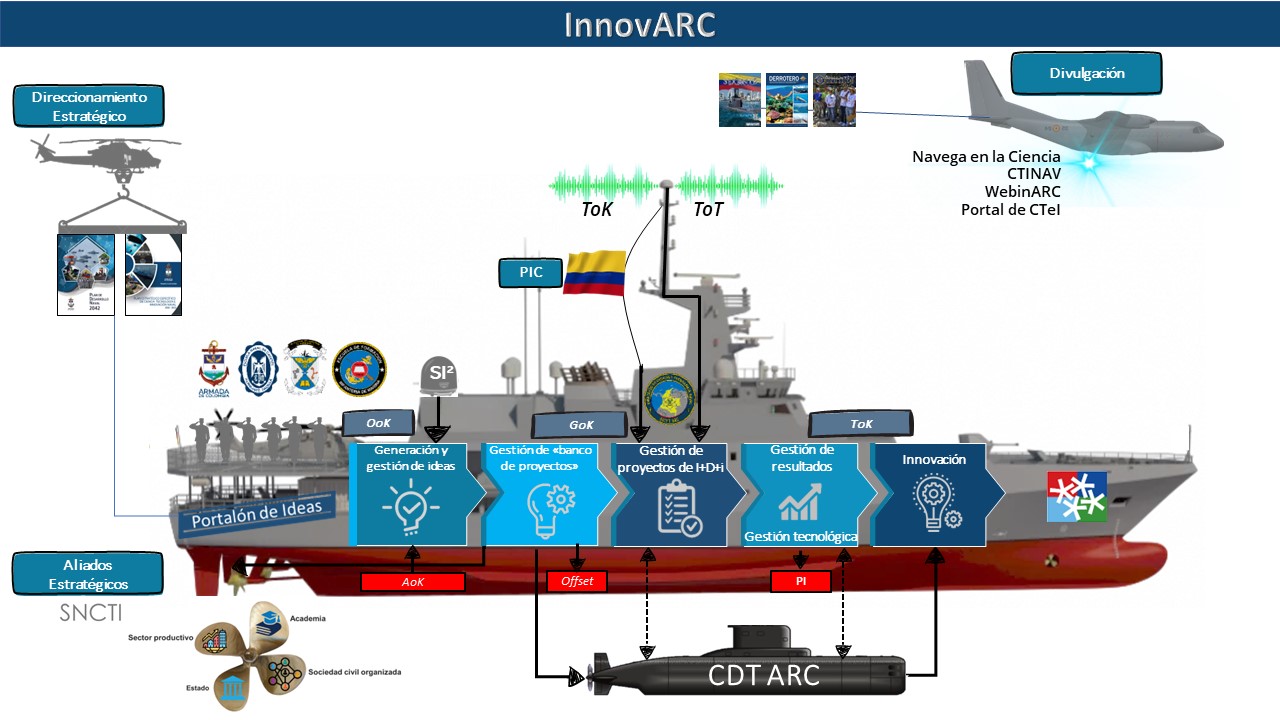 InnovARC
Direccionamiento
Estratégico
Divulgación
DERROTERO
Navega en la Ciencia
CTINAV
WebinARC
Portal de CTeI
ToK
ToT
PIC
PLAN DE
DESARROLLO
NAVAL
2042
ARMADA
DE COLOMBIA
SI²
OoK
GoK
ToK
Generación y
gestión de ideas
Gestión de «banco
de proyectos»
Gestión de
proyectos de I+D+i
Gestión de
resultados
Gestión tecnológica
Innovación
Portalón de Ideas
AoK
Offset
PI
Aliados
Estratégicos
SNCTI
Academia
Sector productivo
Sociedad civil organizada
Estado
CDT ARC